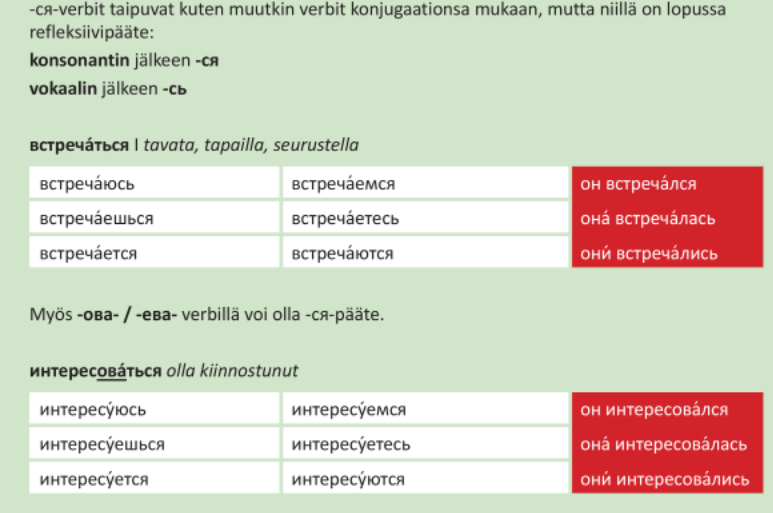 -ся-verbit taipuvat kuten muutkin verbit konjugaationsa mukaan, mutta niillä on lopussa
refleksiivipääte:
konsonantin jälkeen -ся
vokaalin jälkeen -сь
встреча́ться I tavata, tapailla, seurustella
встреча́юсь встреча́емся он встреча́лся
встреча́ешься встреча́етесь она́ встреча́лась
встреча́ется встреча́ются они́ встреча́лись
Myös -ова- / -ева- verbillä voi olla -ся-pääte.
интересова́ться olla kiinnostunut
интересу́юсь интересу́емся он интересова́лся
интересу́ешься интересу́етесь она́ интересова́лась
интересу́ется интересу́ются они́ интересова́лись